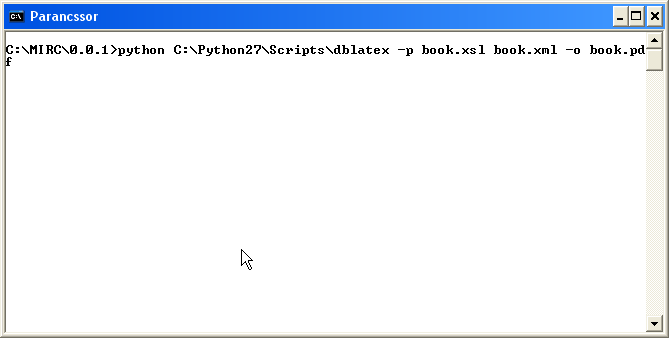 Parancssor
C:\MIRC\0.0.1>python C:\Python27\Scripts\dblatex -p book.xsl book.xml -o book.pd
f